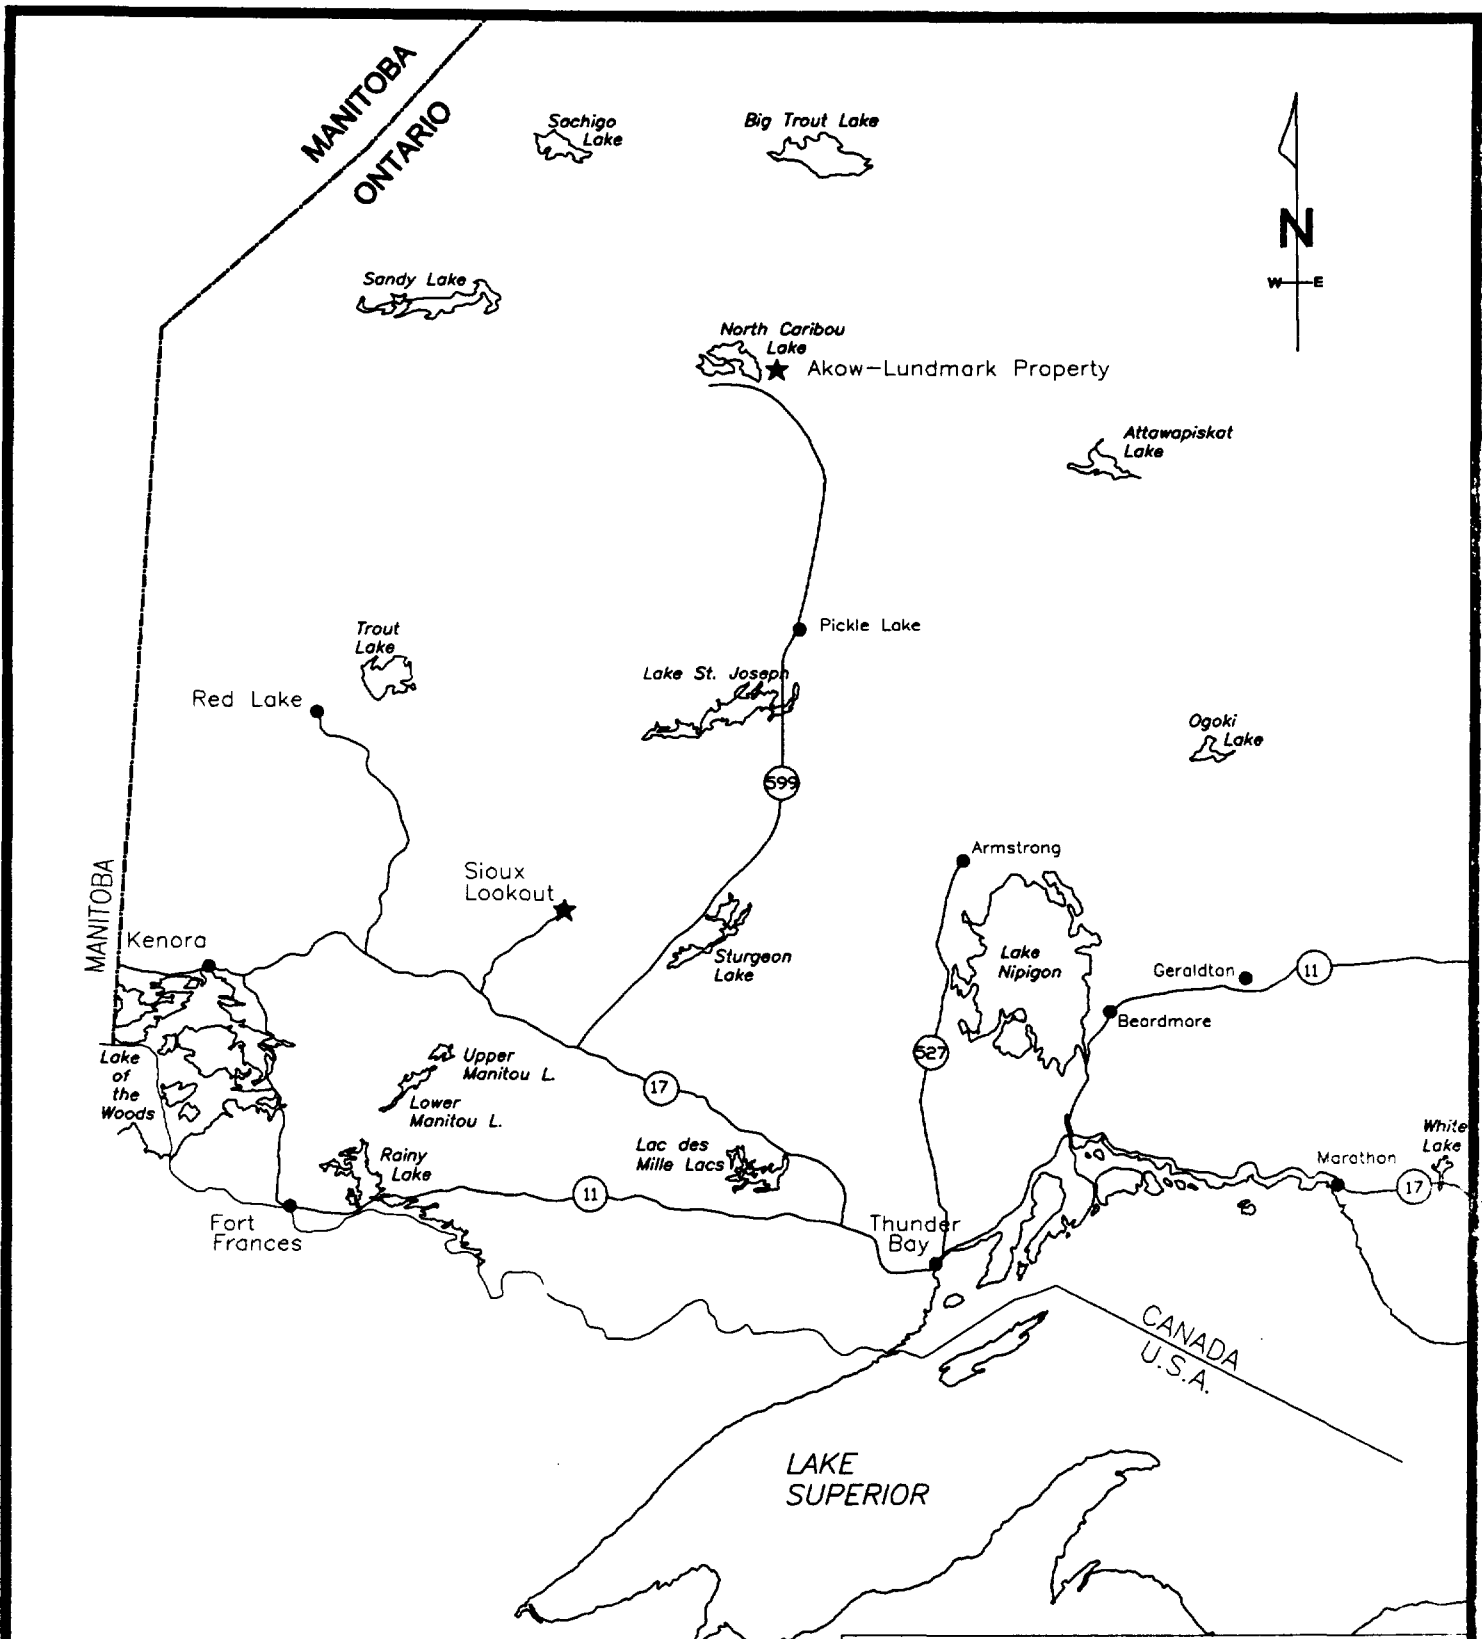 MANITOBA
ONTARIO
Sachigo
Lake
Big Trout Lake
N
W E
Sandy Lake
North Caribou
Lake
Akow-Lundmark Property
Attawapiskat
Lake
Pickle Lake
Trout
Lake
Lake St. Joseph
Red Lake
Ogoki
Lake
599
Armstrong
Sioux
Lookout
MANITOBA
Kenora
Sturgeon
Lake
Lake
Nipigon
Geraldton
11
Beardmore
527
Lake
of
the
Woods
Upper
Manitou L.
Lower
Manitou L.
17
Rainy
Lake
Lac des
Mille Lacs
White
Lake
Marathon
17
11
Fort
Frances
Thunder
Bay
CANADA
U.S.A.
LAKE
SUPERIOR